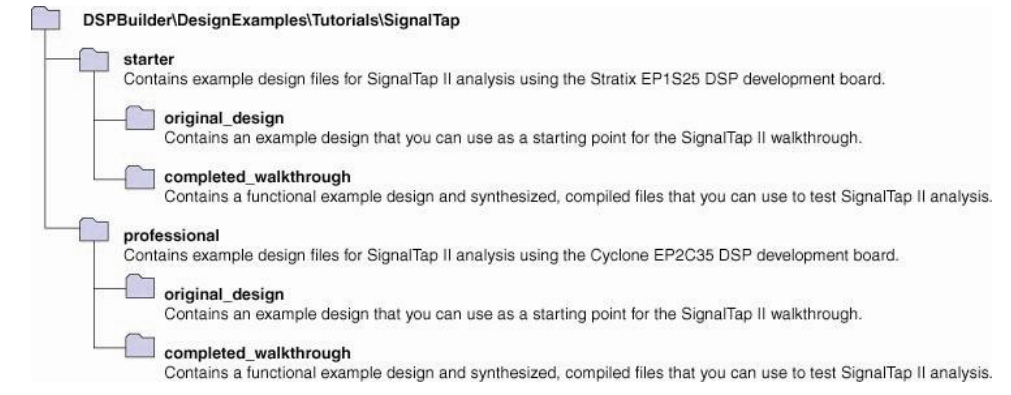 DSPBuilder\DesignExamples\Tutorials\SignalTap
starter
Contains example design files for SignalTap II analysis using the Stratix EP1S25 DSP development board.
original_design
Contains an example design that you can use as a starting point for the SignalTap II walkthrough.
completed_walkthrough
Contains a functional example design and synthesized, compiled files that you can use to test SignalTap II analysis.
professional
Contains example design files for SignalTap II analysis using the Cyclone EP2C35 DSP development board.
original_design
Contains an example design that you can use as a starting point for the SignalTap II walkthrough.
completed_walkthrough
Contains a functional example design and synthesized, compiled files that you can use to test SignalTap II analysis.